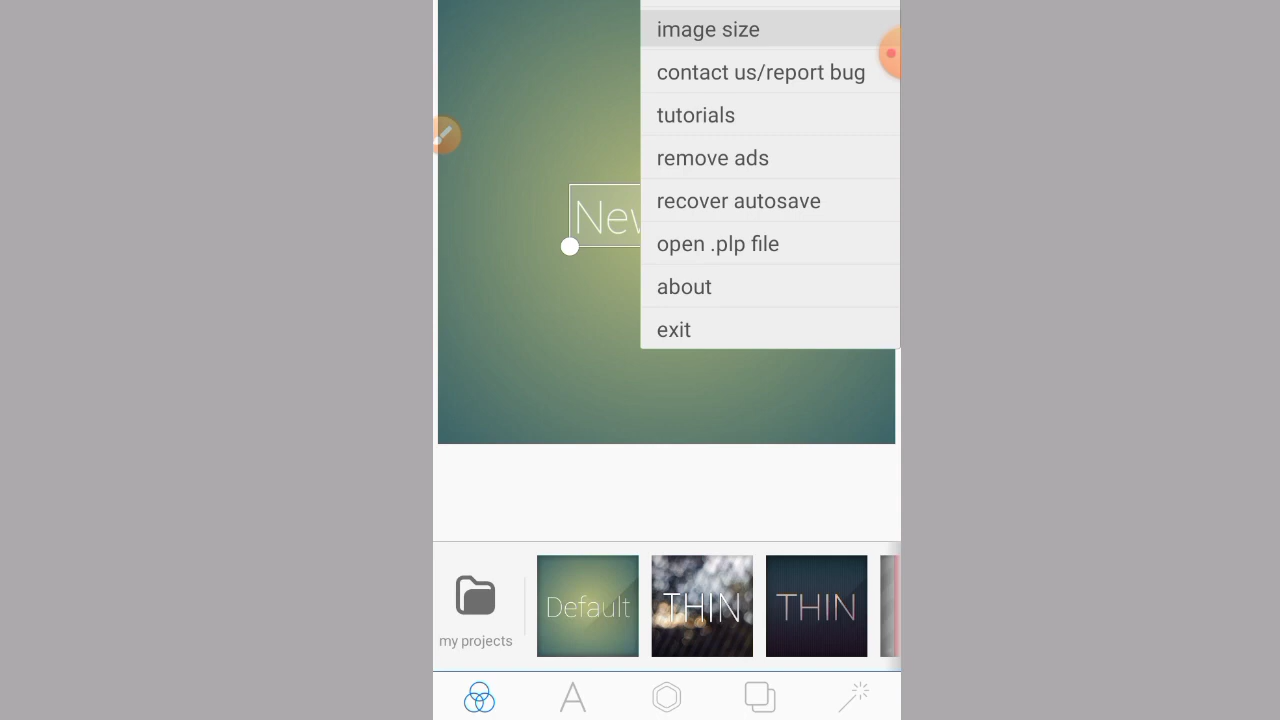 image size
contact us/report bug
tutorials
remove ads
recover autosave
open .plp file
about
exit
my projects
Default
THIN
THIN
A